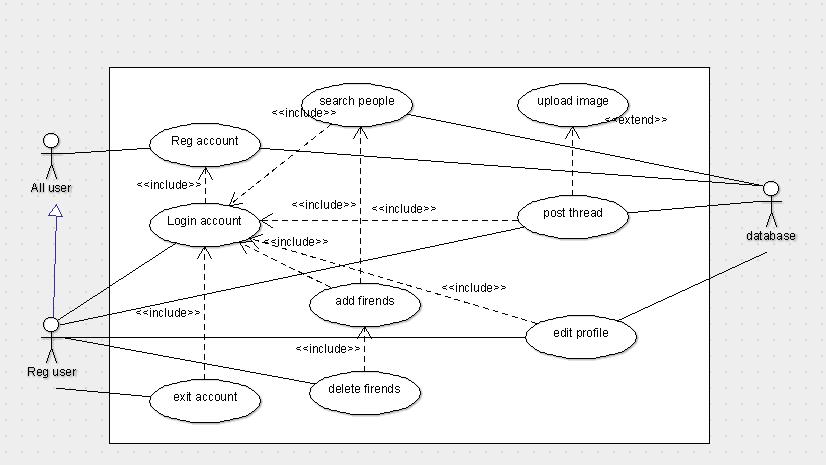 search people
upload image
<<include>>
<<extend>>
Reg account
All user
<<include>>
<<include>>
<<include>>
Login account
post thread
database
<<include>>
<<include>>
add firends
<<include>>
Reg user
edit profile
<<include>>
delete firends
exit account